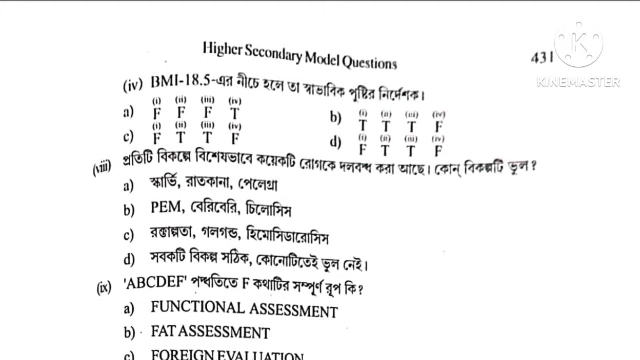 Higher Secondary Model Questions 431
KINEMASTER
(iv) BMI-18.5-এর নীচে হলে তা স্বাভাবিক পুষ্টির নির্দেশক।
(i) (ii) (iii) (iv) (i) (ii) (iii) (iv)
a) F F F T b) T T T F
(i) (ii) (iii) (iv) (i) (ii) (iii) (iv)
c) F T T F d) F T T F
(viii) প্রতিটি বিকল্পে বিশেষভাবে কয়েকটি রোগকে দলবদ্ধ করা আছে। কোন্ বিকল্পটি ভুল?
a) স্কার্ভি, রাতকানা, পেলেগ্রা
b) PEM, বেরিবেরি, চিলোসিস
c) রক্তাল্পতা, গলগন্ড, হিমোসিডারোসিস
d) সবকটি বিকল্প সঠিক, কোনোটিতেই ভুল নেই।
(ix) 'ABCDEF' পদ্ধতিতে F কথাটির সম্পূর্ণ রূপ কি?
a) FUNCTIONAL ASSESSMENT
b) FAT ASSESSMENT
c) FOREIGN EVALUATION